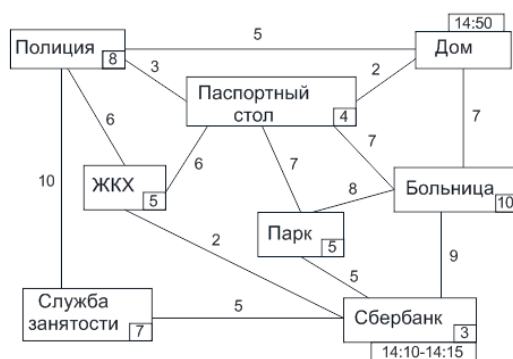 14:50
Полиция
8
5
Дом
3
2
Паспортный
стол
4
6
6
7
7
7
ЖКХ
5
10
8
Больница
10
Парк
5
2
9
5
Служба
занятости
7
5
Сбербанк
3
14:10-14:15